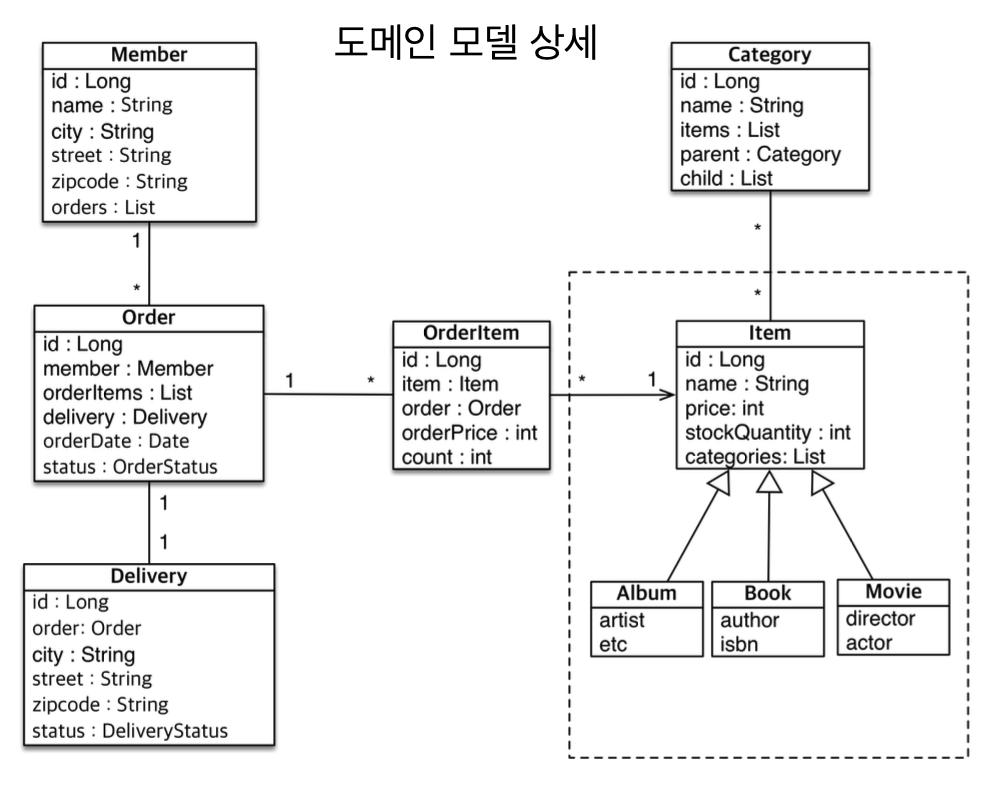 도메인 모델 상세
Member
id : Long
name : String
city : String
street : String
zipcode : String
orders : List
Category
id : Long
name : String
items : List
parent : Category
child : List
1
*
*
*
Order
id : Long
member : Member
orderItems : List
delivery : Delivery
orderDate : Date
status : OrderStatus
1
*
OrderItem
id : Long
item : Item
order : Order
orderPrice : int
count : int
*
1
Item
id : Long
name : String
price: int
stockQuantity : int
categories: List
1
1
Delivery
id : Long
order: Order
city : String
street : String
zipcode : String
status : DeliveryStatus
Album
artist
etc
Book
author
isbn
Movie
director
actor